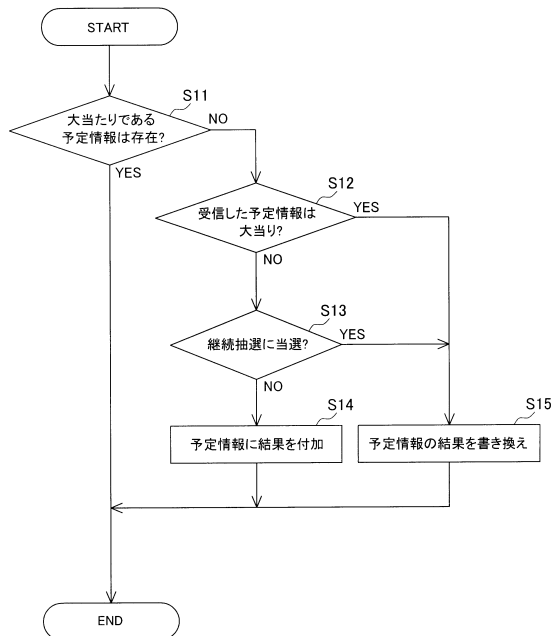 START
S11
大当たりである
予定情報は存在?
NO
YES
S12
受信した予定情報は
大当り?
YES
NO
S13
継続抽選に当選?
YES
NO
S14
予定情報に結果を付加
S15
予定情報の結果を書き換え
END